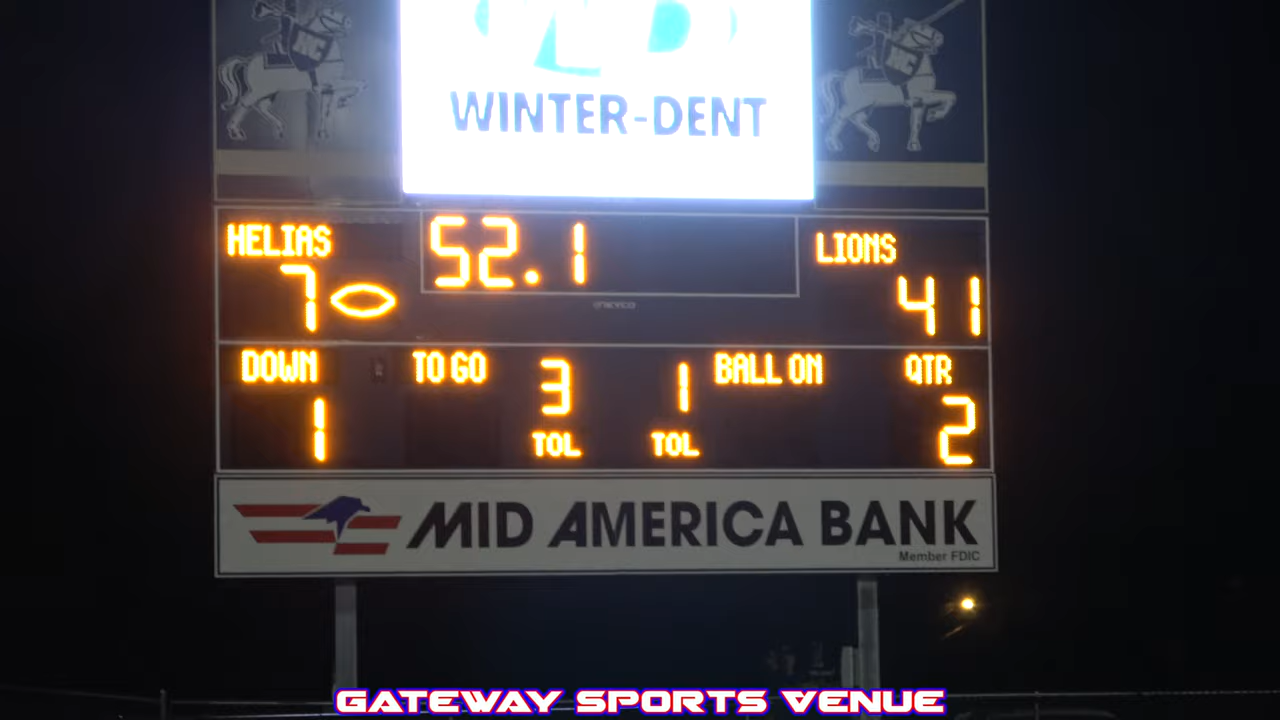 WINTER-DENT
HELIAS 52.1 LIONS
7 41
DOWN TO GO 3 1 BALL ON QTR
1 TOL TOL 2
MID AMERICA BANK
Member FDIC
GATEWAY SPORTS VENUE